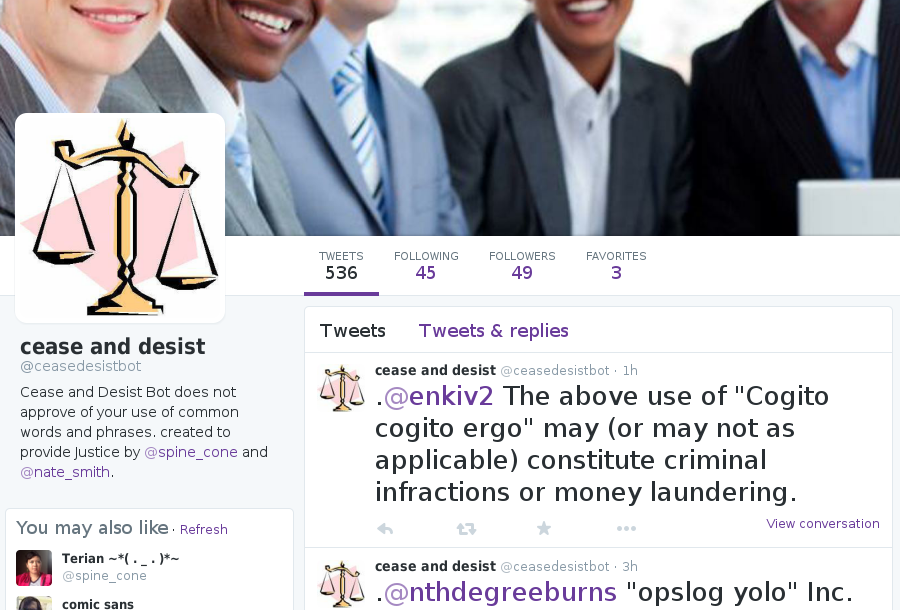 TWEETS FOLLOWING FOLLOWERS FAVORITES
536 45 49 3
cease and desist
@ceasedesistbot
Cease and Desist Bot does not
approve of your use of common
words and phrases. created to
provide Justice by @spine_cone and
@nate_smith.
You may also like · Refresh
Terian ~*( . _ . )*~
@spine_cone
comic sans
Tweets Tweets & replies
cease and desist @ceasedesistbot · 1h
.@enkiv2 The above use of "Cogito
cogito ergo" may (or may not as
applicable) constitute criminal
infractions or money laundering.
View conversation
cease and desist @ceasedesistbot · 3h
.@nthdegreeburns "opslog yolo" Inc.